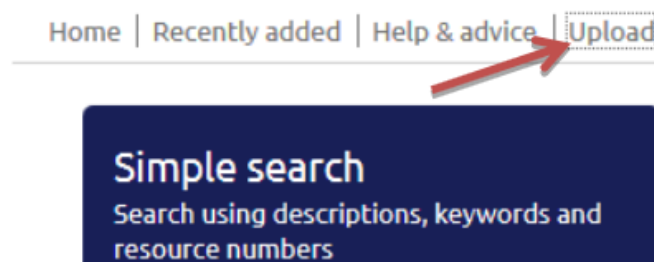 Home | Recently added | Help & advice | Upload
Simple search
Search using descriptions, keywords and
resource numbers